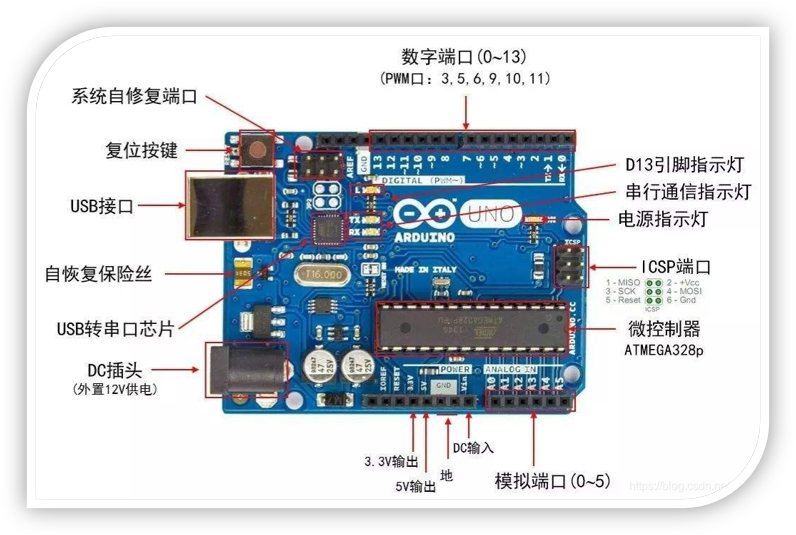 数字端口(0~13)
(PWM口: 3,5,6,9,10,11)
系统自修复端口
复位按键
USB接口
自恢复保险丝
USB转串口芯片
DC插头
(外置12V供电)
D13引脚指示灯
串行通信指示灯
电源指示灯
ICSP端口
1 - MISO 2 - +Vcc
3 - SCK 4 - MOSI
5 - Reset 6 - Gnd
ICSP
微控制器
ATMEGA328p
AREF
GND
13
12
~11
~10
~9
8
7
~6
~5
4
~3
2
TX→1
RX←0
DIGITAL (PWM~)
L
TX
RX
UNO
ARDUINO
ICSP
T16.000
MADE IN ITALY
ARDUINO.CC
47
25V
47
25V
IOREF
RESET
3.3V
5V
GND
Vin
POWER
ANALOG IN
A0
A1
A2
A3
A4
A5
3.3V输出
5V输出
地
DC输入
模拟端口(0~5)